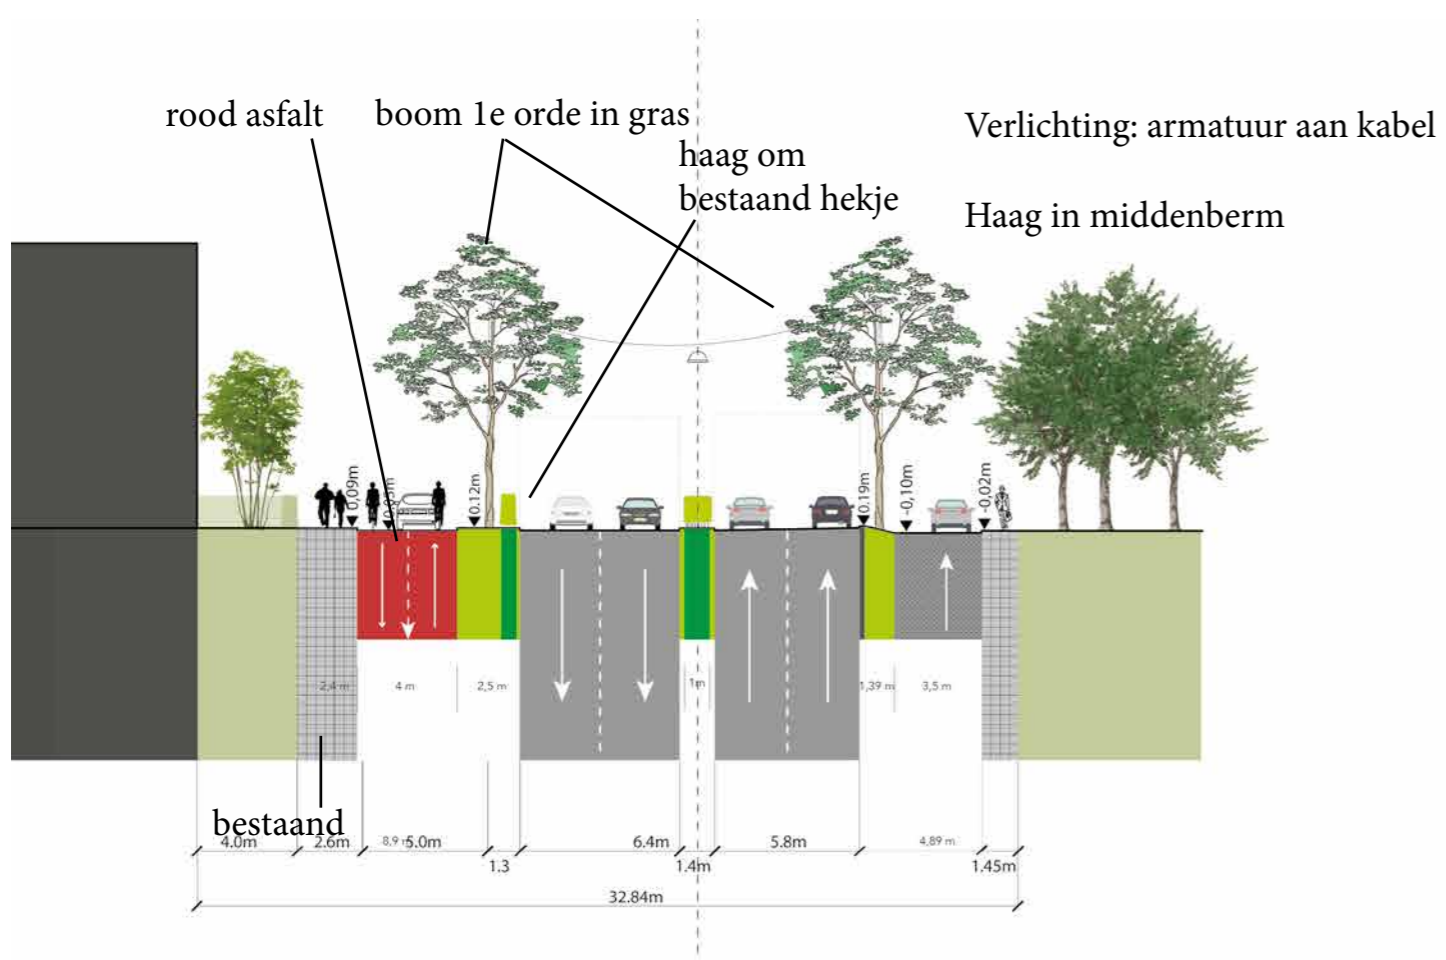 rood asfalt
boom 1e orde in gras
Verlichting: armatuur aan kabel
haag om
bestaand hekje
Haag in middenberm
0,09m
0.12m
0.19m
-0,10m
-0,02m
2,4 m
4 m
2,5 m
1m
1,39 m
3,5 m
bestaand
4.0m
2.6m
8,9
5.0m
6.4m
5.8m
4,89 m
1.3
1.4m
1.45m
32.84m